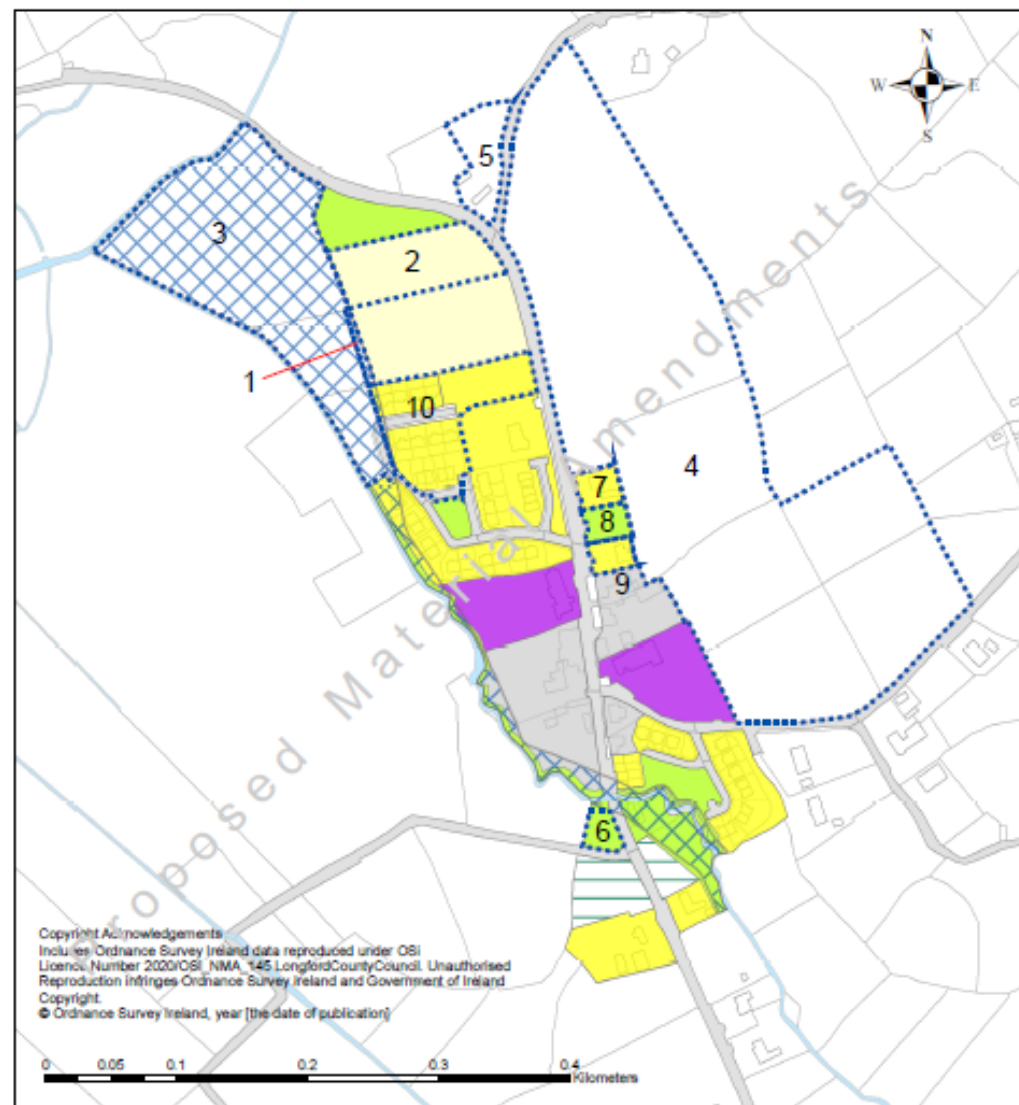 N
W E
S
5
3
2
1
10
4
7
8
9
6
Proposed Material Amendments
Copyright Acknowledgements
Includes Ordnance Survey Ireland data reproduced under OSi
Licence Number 2020/OSi_NMA_145 LongfordCountyCouncil. Unauthorised
Reproduction infringes Ordnance Survey Ireland and Government of Ireland
Copyright.
© Ordnance Survey Ireland, year [the date of publication]
0 0.05 0.1 0.2 0.3 0.4
Kilometers